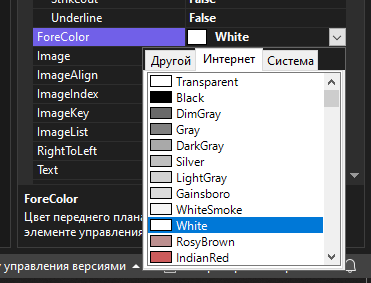 Strikeout False
Underline False
ForeColor White
Image
ImageAlign
ImageIndex
ImageKey
ImageList
RightToLeft
Text
Другой Интернет Система
Transparent
Black
DimGray
Gray
DarkGray
Silver
LightGray
Gainsboro
WhiteSmoke
White
RosyBrown
IndianRed
ForeColor
Цвет переднего плана
элементе управления
управления версиями